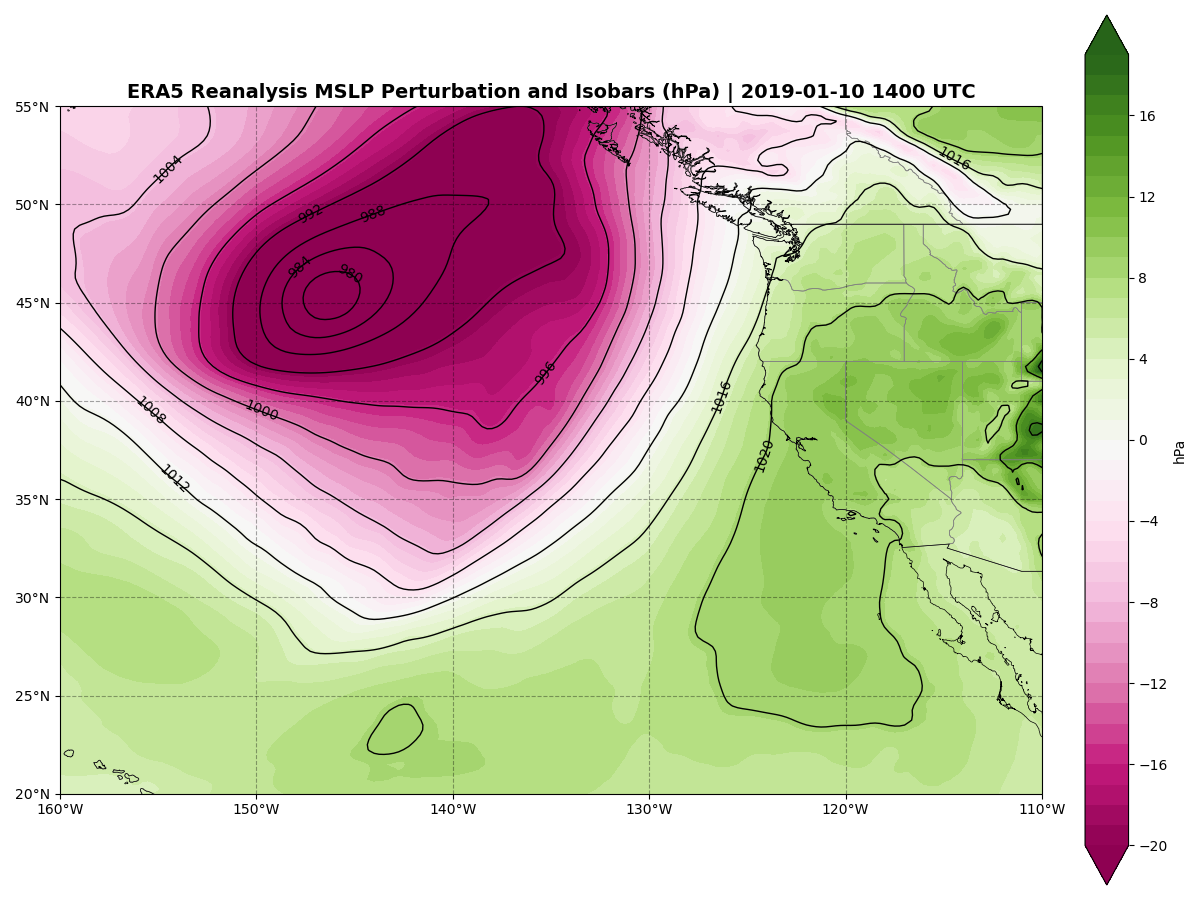 ERA5 Reanalysis MSLP Perturbation and Isobars (hPa) | 2019-01-10 1400 UTC
55°N
50°N
45°N
40°N
35°N
30°N
25°N
20°N
160°W
150°W
140°W
130°W
120°W
110°W
1004
992
988
984
980
996
1000
1008
1012
1016
1020
1016
16
12
8
4
0
−4
−8
−12
−16
−20
hPa